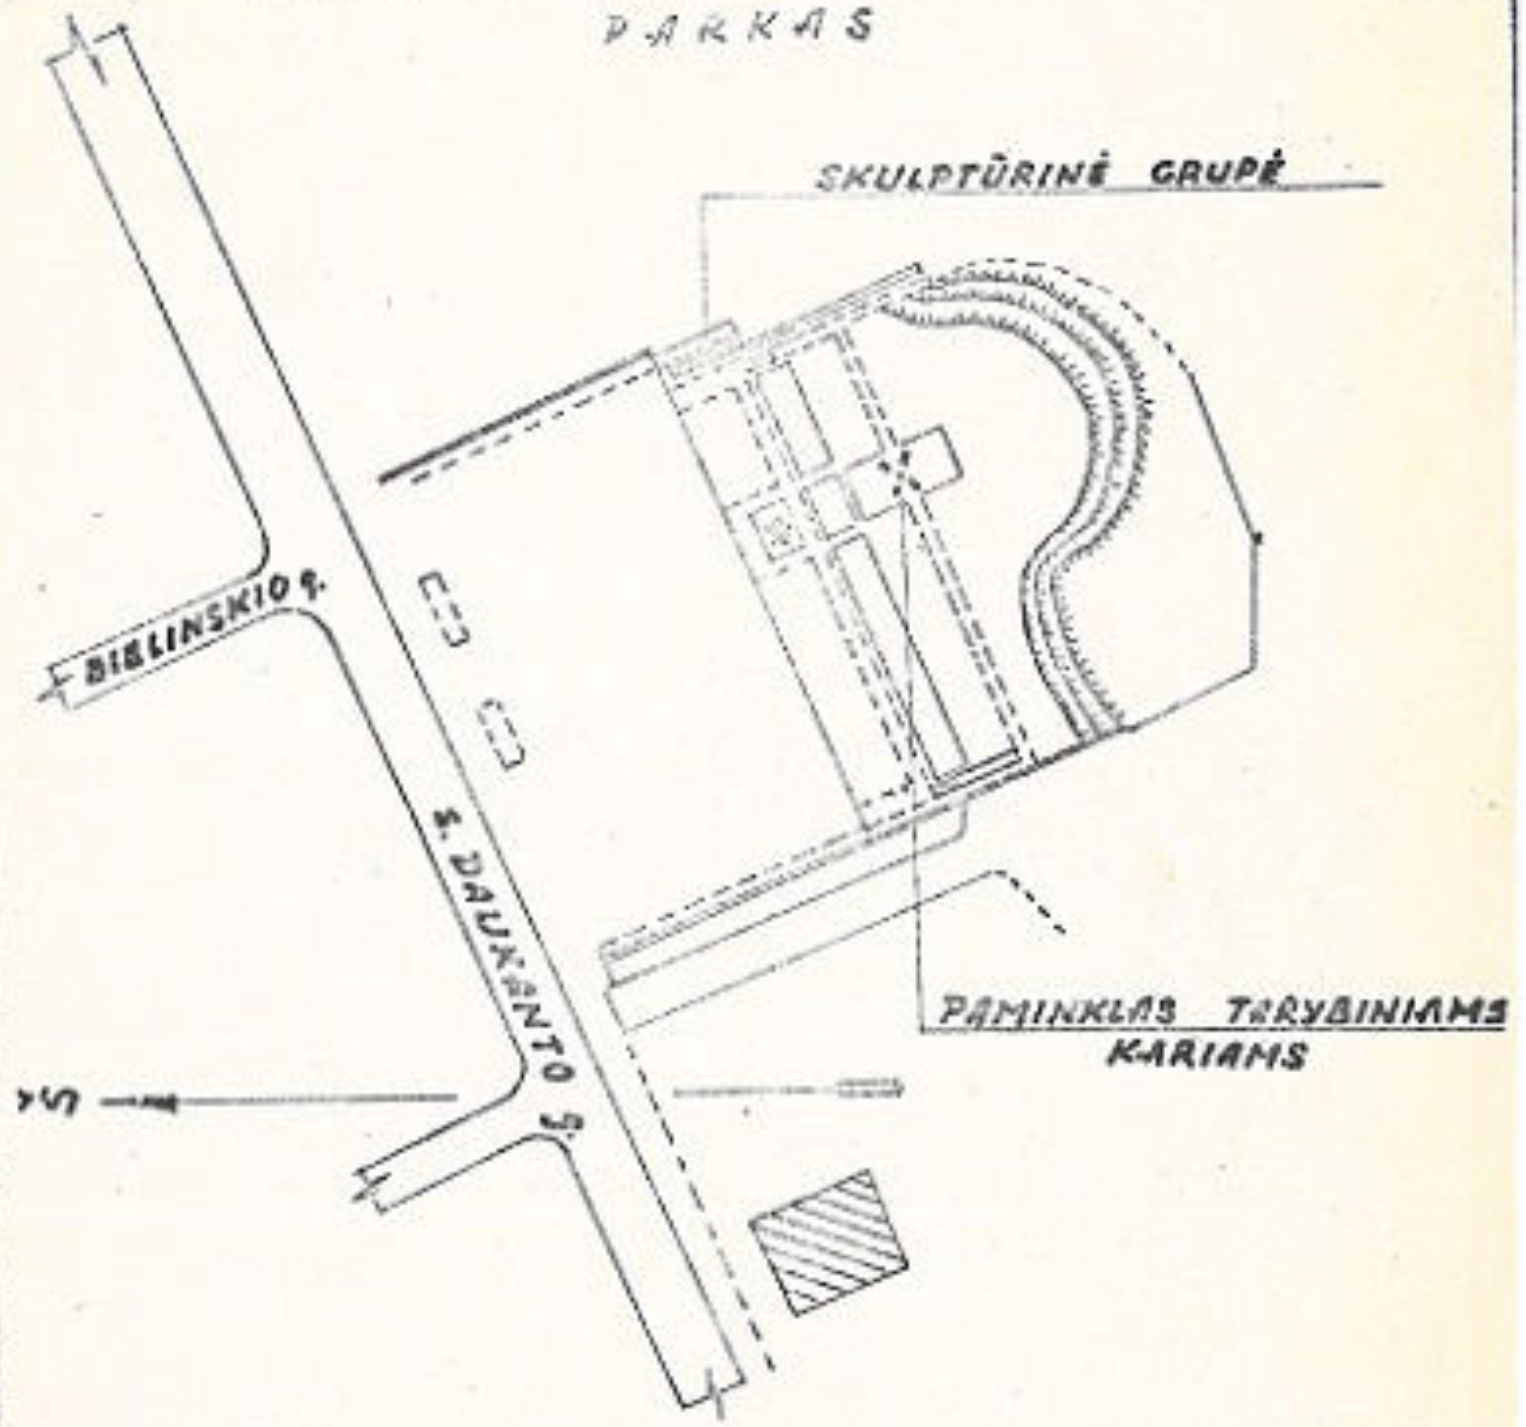 PARKAS
SKULPTŪRINĖ GRUPĖ
BIELINSKIO g.
S. DAUKANTO g.
PAMINKLAS TARYBINIAMS
KARIAMS
Š